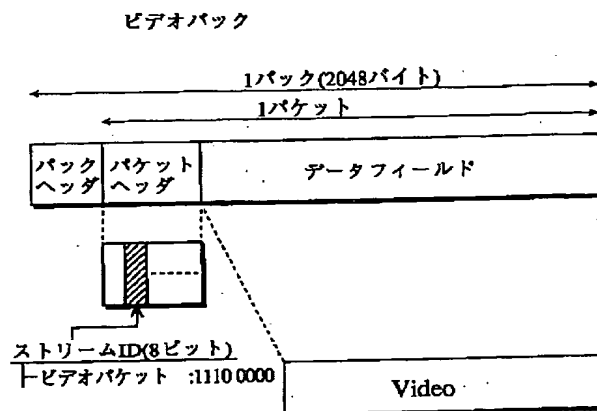 ビデオパック
1パック(2048バイト)
1パケット
パック
ヘッダ
パケット
ヘッダ
データフィールド
ストリームID(8ビット)
ビデオパケット :1110 0000
Video